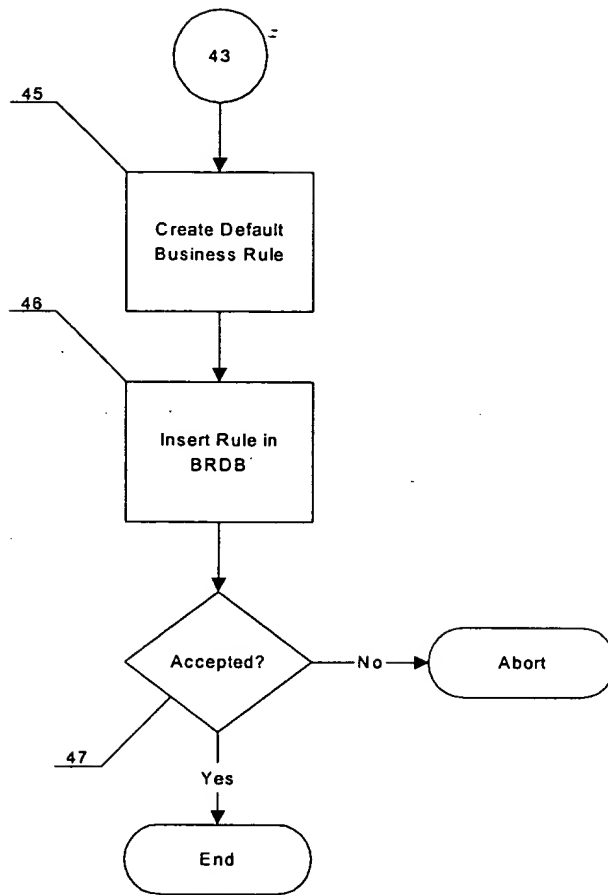 43
45
Create Default
Business Rule
46
Insert Rule in
BRDB
Accepted?
No
Abort
47
Yes
End